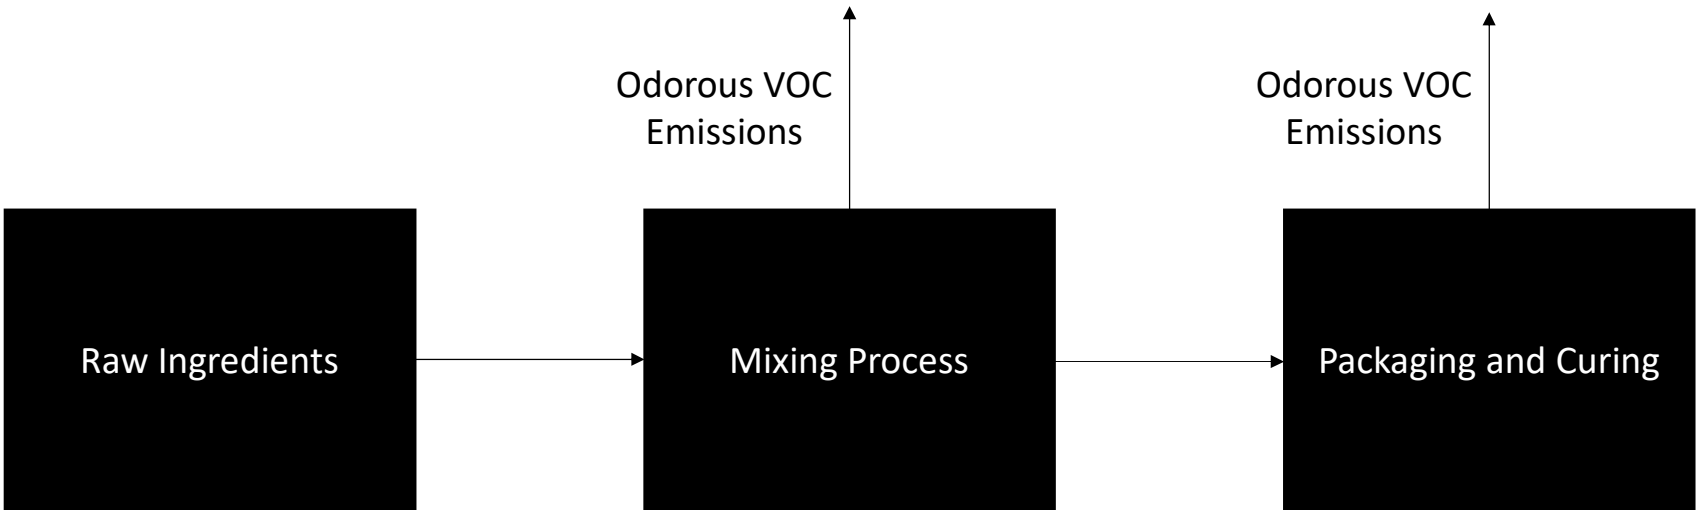 Odorous VOC
Emissions
Odorous VOC
Emissions
Raw Ingredients
Mixing Process
Packaging and Curing